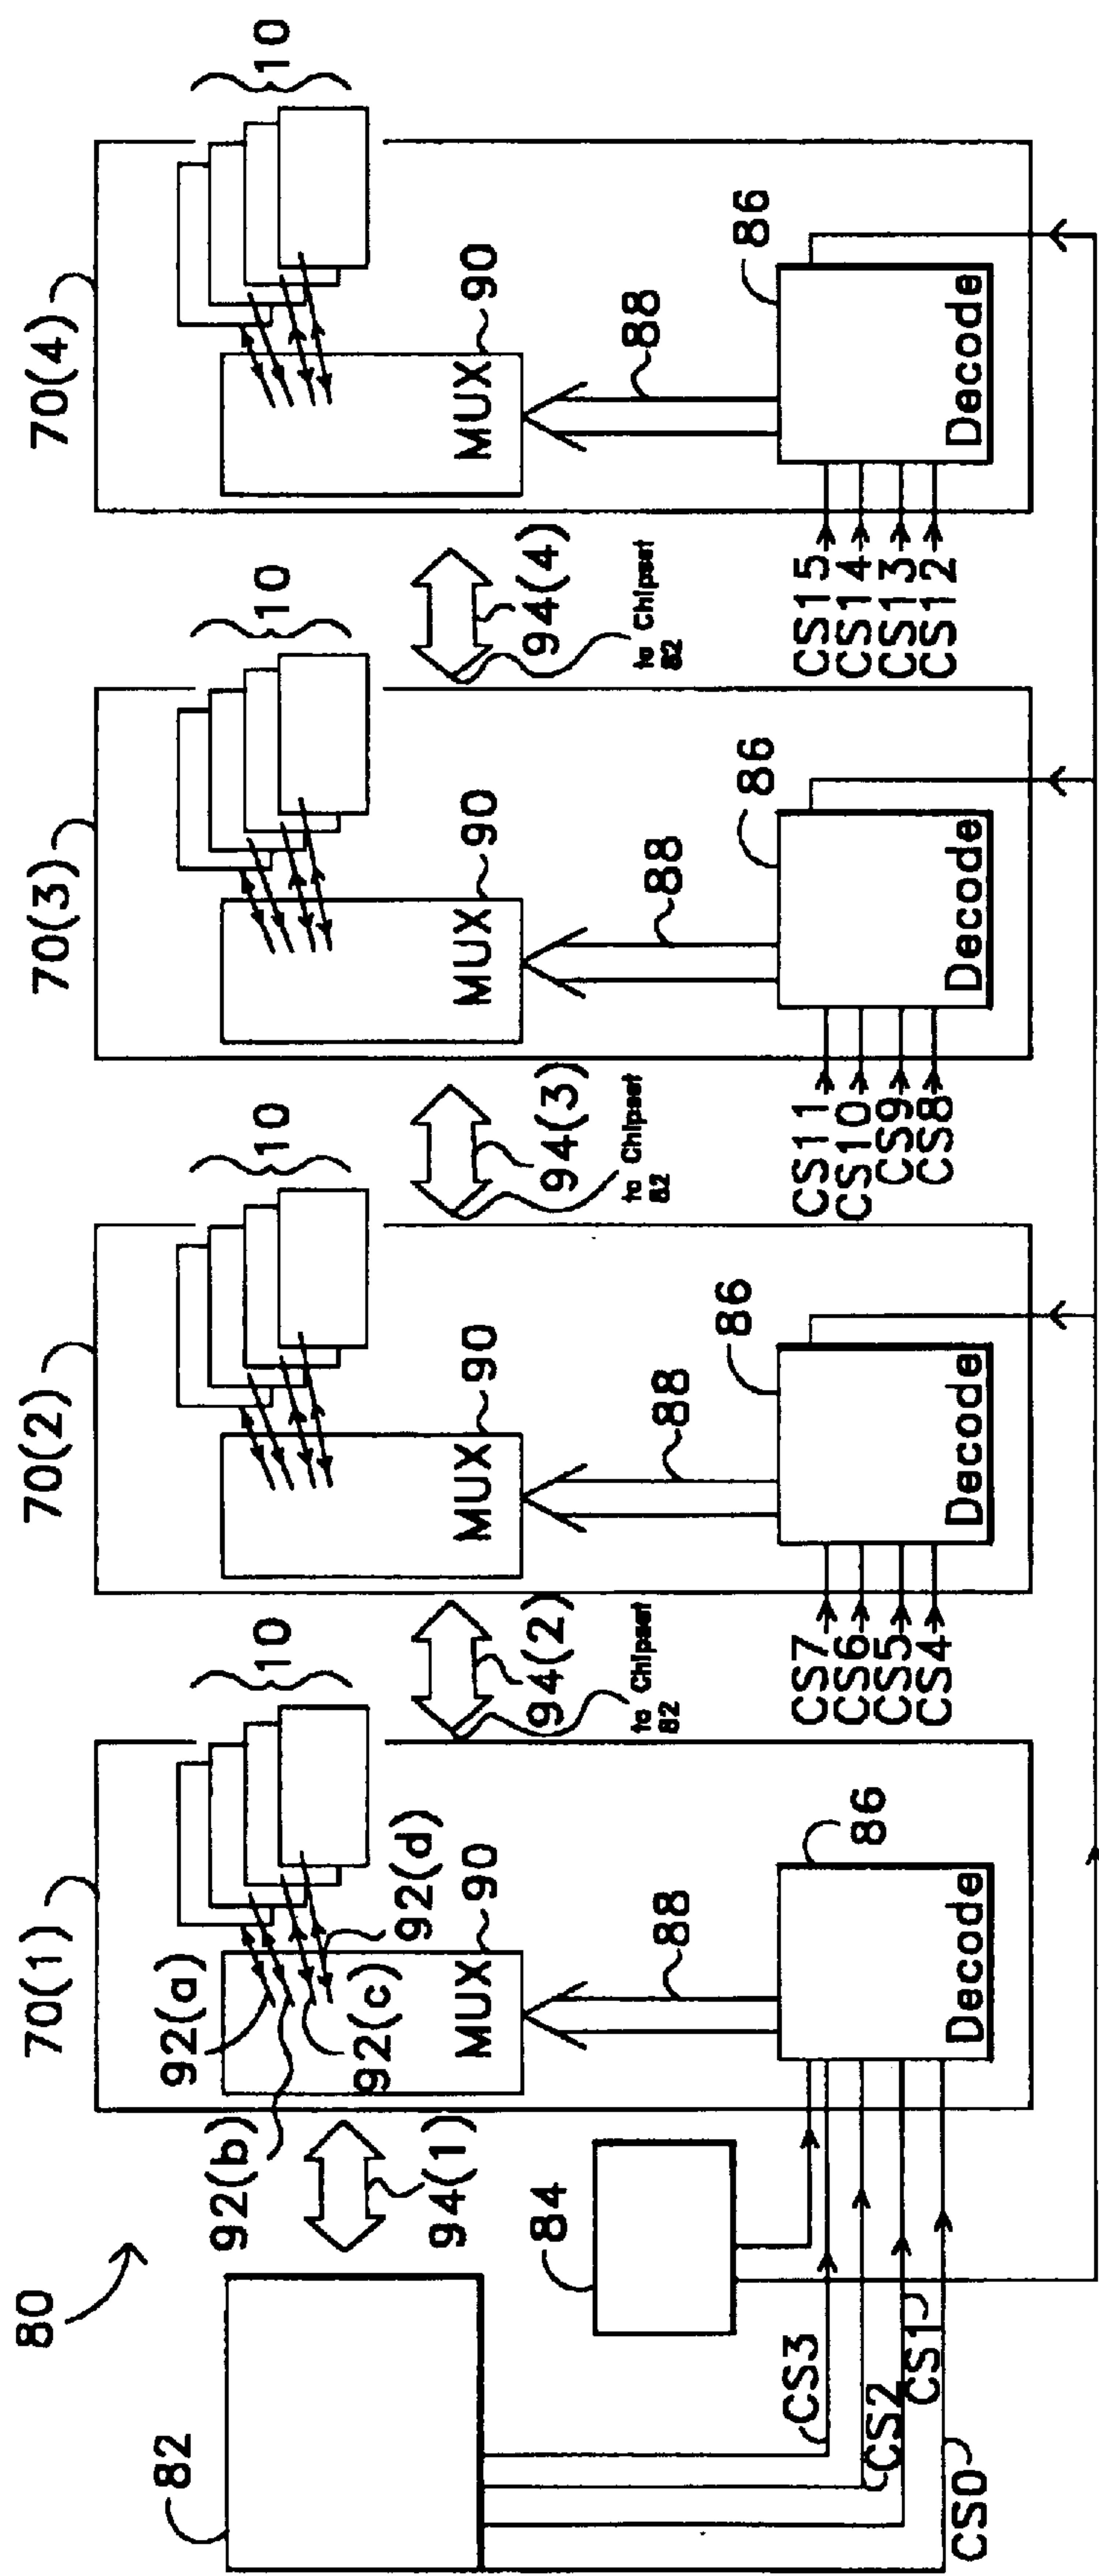 80
82
84
CS3
CS2
CS1
CS0
94(1)
70(1)
10
92(a)
92(b)
92(c)
92(d)
MUX
90
88
86
Decode
94(2)
to Chipset
82
70(2)
10
MUX
90
88
86
Decode
CS7
CS6
CS5
CS4
94(3)
to Chipset
82
70(3)
10
MUX
90
88
86
Decode
CS11
CS10
CS9
CS8
94(4)
to Chipset
82
70(4)
10
MUX
90
88
86
Decode
CS15
CS14
CS13
CS12